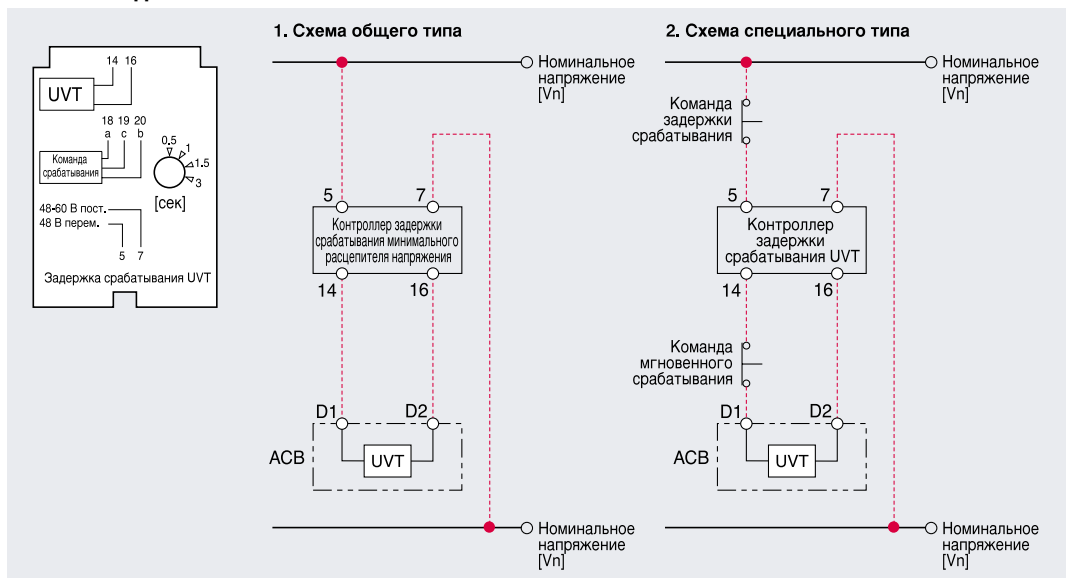 1. Схема общего типа
2. Схема специального типа
14 16
UVT
18 19 20
a c b
Команда
срабатывания
0.5
1
1.5
3
[сек]
48-60 В пост.
48 В перем.
5 7
Задержка срабатывания UVT
Номинальное
напряжение
[Vn]
5
7
Контроллер задержки
срабатывания минимального
расцепителя напряжения
14
16
D1
D2
ACB
UVT
Номинальное
напряжение
[Vn]
Номинальное
напряжение
[Vn]
Команда
задержки
срабатывания
5
7
Контроллер
задержки
срабатывания UVT
14
16
Команда
мгновенного
срабатывания
D1
D2
ACB
UVT
Номинальное
напряжение
[Vn]